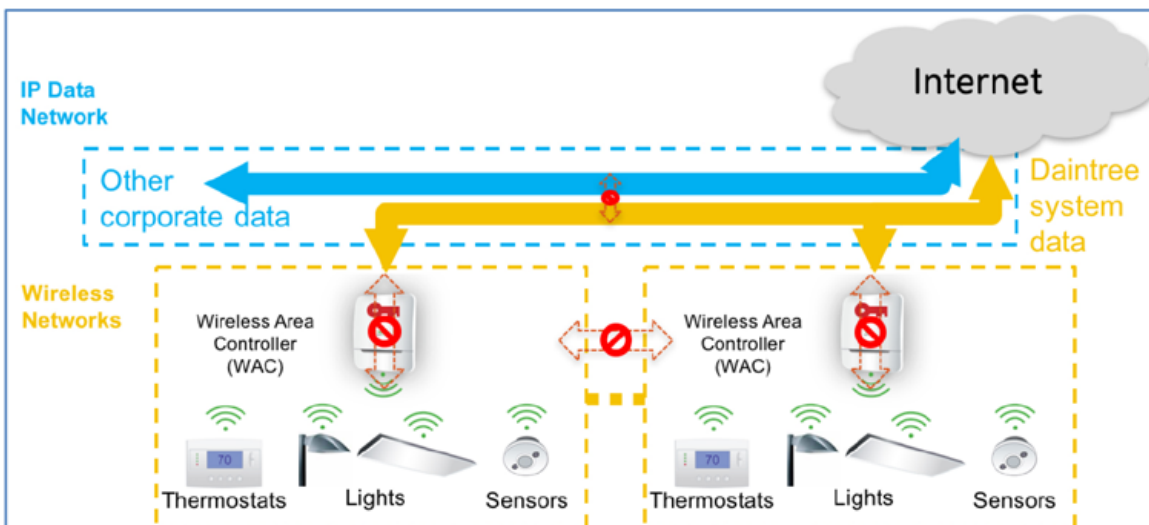 Internet
IP Data
Network
Other
corporate data
Daintree
system
data
Wireless
Networks
Wireless Area
Controller
(WAC)
Wireless Area
Controller
(WAC)
70
Thermostats
Lights
Sensors
70
Thermostats
Lights
Sensors